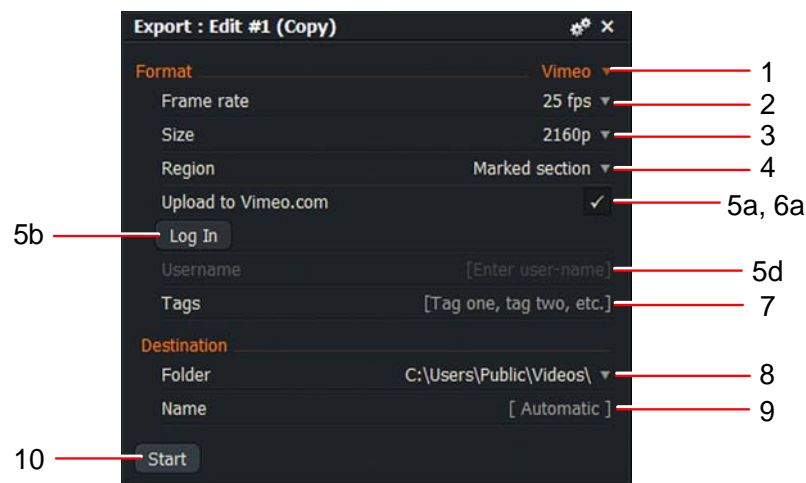 Export : Edit #1 (Copy)
Format Vimeo 1
Frame rate 25 fps 2
Size 2160p 3
Region Marked section 4
Upload to Vimeo.com ✓ 5a, 6a
5b Log In
Username [Enter user-name] 5d
Tags [Tag one, tag two, etc.] 7
Destination
Folder C:\Users\Public\Videos\ 8
Name [ Automatic ] 9
10 Start